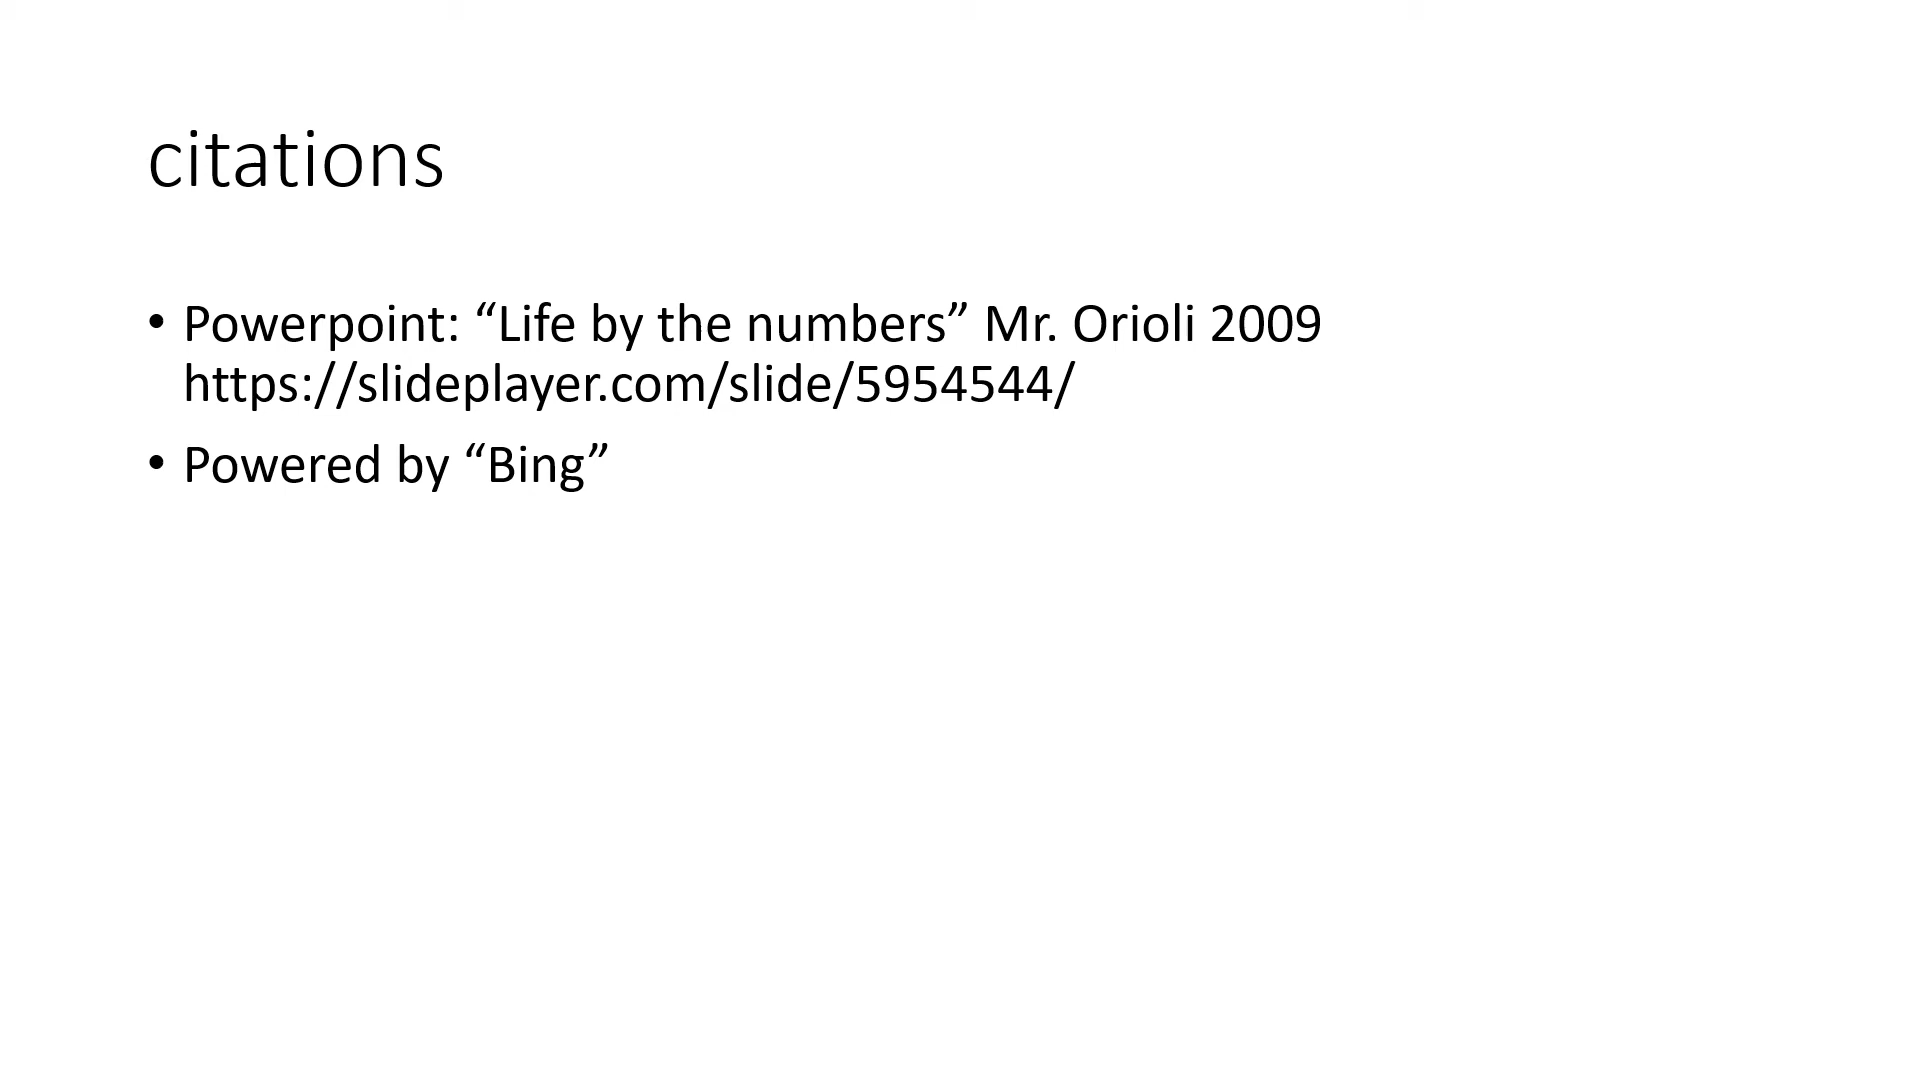 citations
• Powerpoint: “Life by the numbers” Mr. Orioli 2009
https://slideplayer.com/slide/5954544/
• Powered by “Bing”